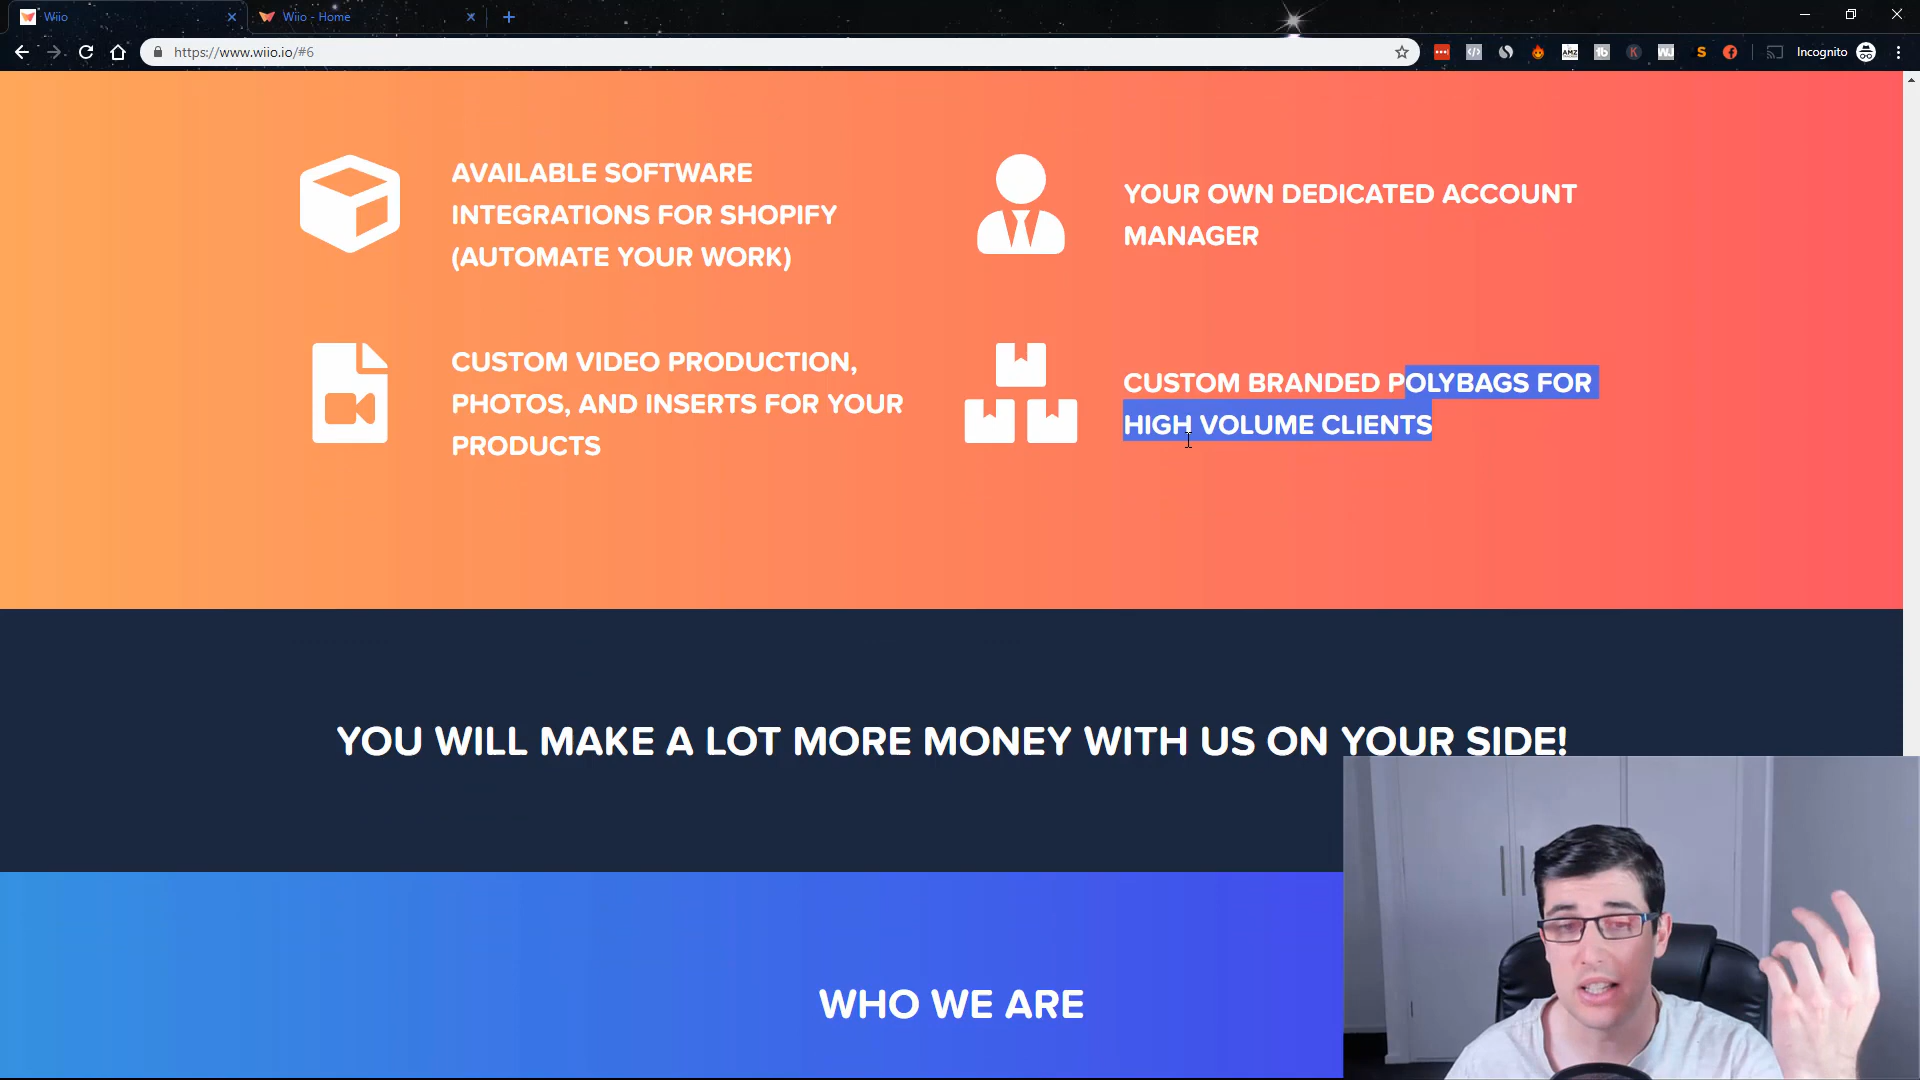 Wiio
Wiio - Home
https://www.wiio.io/#6
Incognito
AVAILABLE SOFTWARE
INTEGRATIONS FOR SHOPIFY
(AUTOMATE YOUR WORK)
YOUR OWN DEDICATED ACCOUNT
MANAGER
CUSTOM VIDEO PRODUCTION,
PHOTOS, AND INSERTS FOR YOUR
PRODUCTS
CUSTOM BRANDED POLYBAGS FOR
HIGH VOLUME CLIENTS
YOU WILL MAKE A LOT MORE MONEY WITH US ON YOUR SIDE!
WHO WE ARE